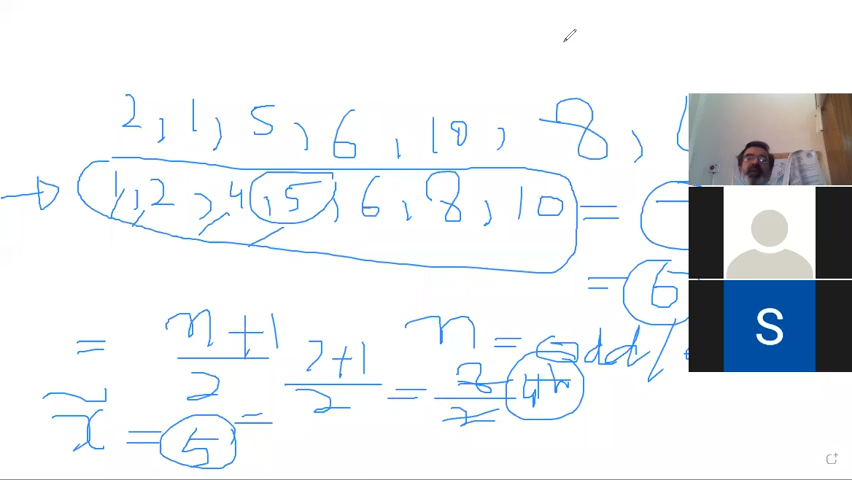 2, 1, 5, 6, 10, 8,
→ 1, 2, 4, 5, 6, 8, 10 =
= 6
= n+1/2 7+1/2 = 8/2 4th n = odd/
x̃ = 5 =
S